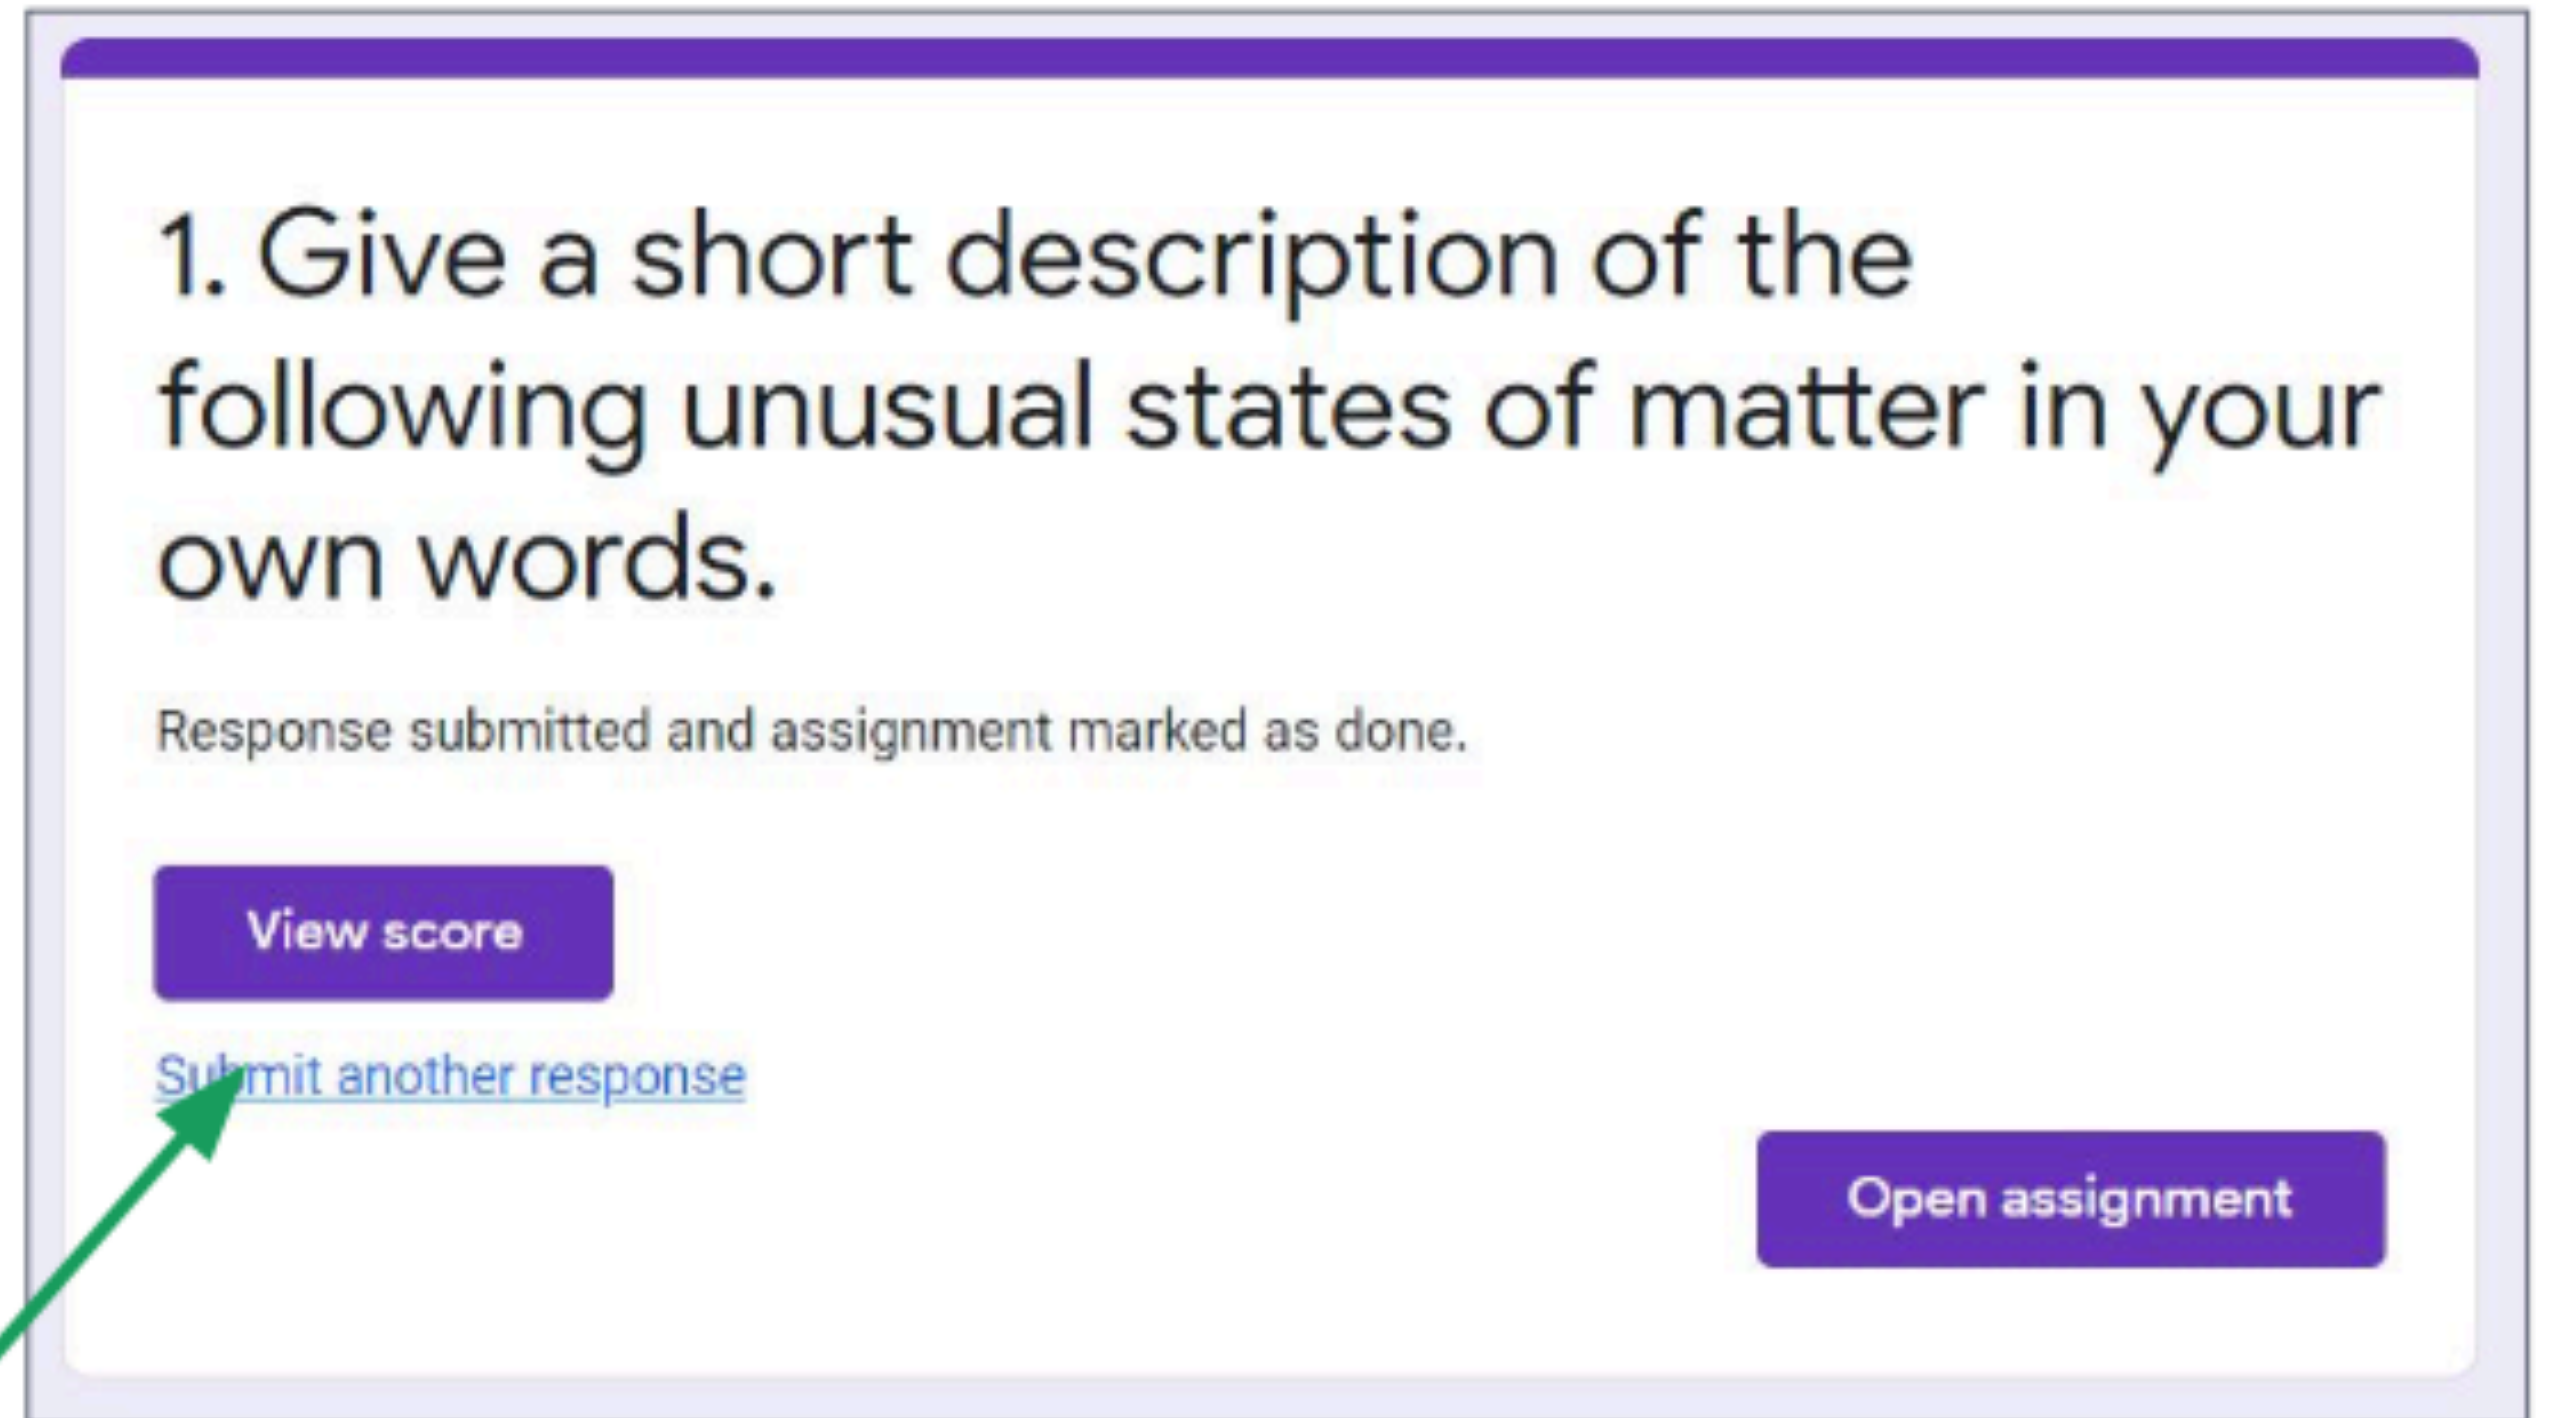 1. Give a short description of the
following unusual states of matter in your
own words.
Response submitted and assignment marked as done.
View score
Submit another response
Open assignment